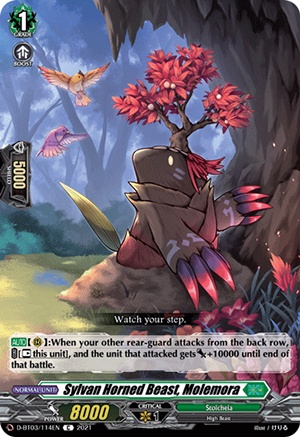 1
GRADE
BOOST
5000
SHIELD
Watch your step.
AUTO [R]:When your other rear-guard attacks from the back row,
[this unit], and the unit that attacked gets +10000 until end of
that battle.
NORMAL UNIT
Sylvan Horned Beast, Molemora
POWER 8000
CRITICAL
1
Stoicheia
High Beast
D-BT03/114EN C 2021